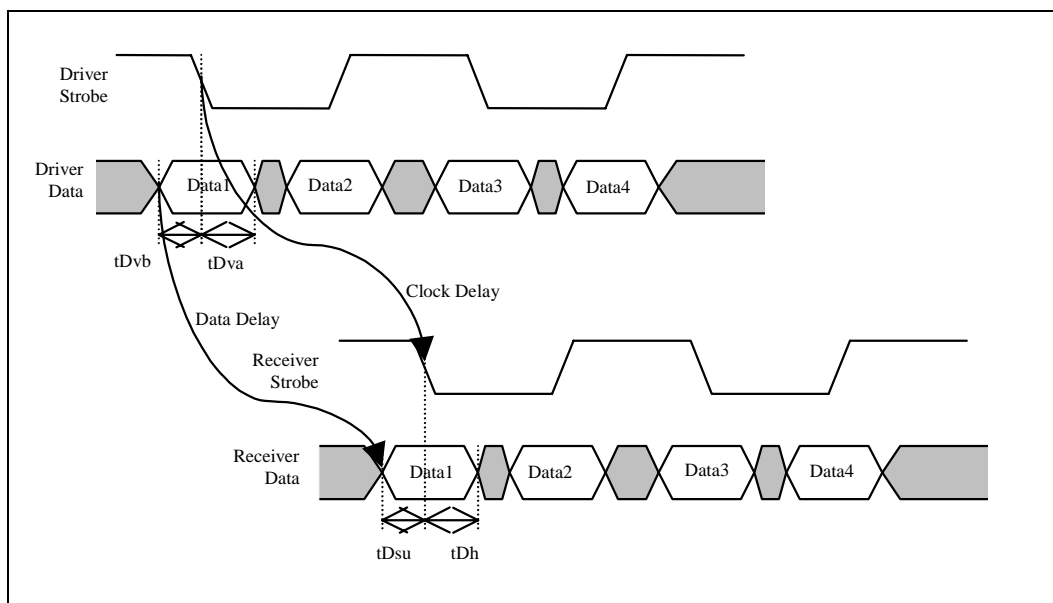 Driver
Strobe
Driver
Data
Data1
Data2
Data3
Data4
tDvb
tDva
Clock Delay
Data Delay
Receiver
Strobe
Receiver
Data
Data1
Data2
Data3
Data4
tDsu
tDh